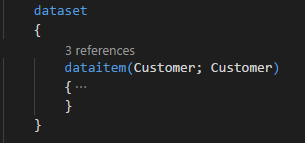 dataset
{
3 references
dataitem(Customer; Customer)
{ ...
}
}